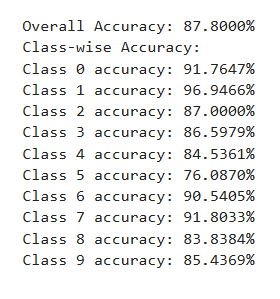 Overall Accuracy: 87.8000%
Class-wise Accuracy:
Class 0 accuracy: 91.7647%
Class 1 accuracy: 96.9466%
Class 2 accuracy: 87.0000%
Class 3 accuracy: 86.5979%
Class 4 accuracy: 84.5361%
Class 5 accuracy: 76.0870%
Class 6 accuracy: 90.5405%
Class 7 accuracy: 91.8033%
Class 8 accuracy: 83.8384%
Class 9 accuracy: 85.4369%